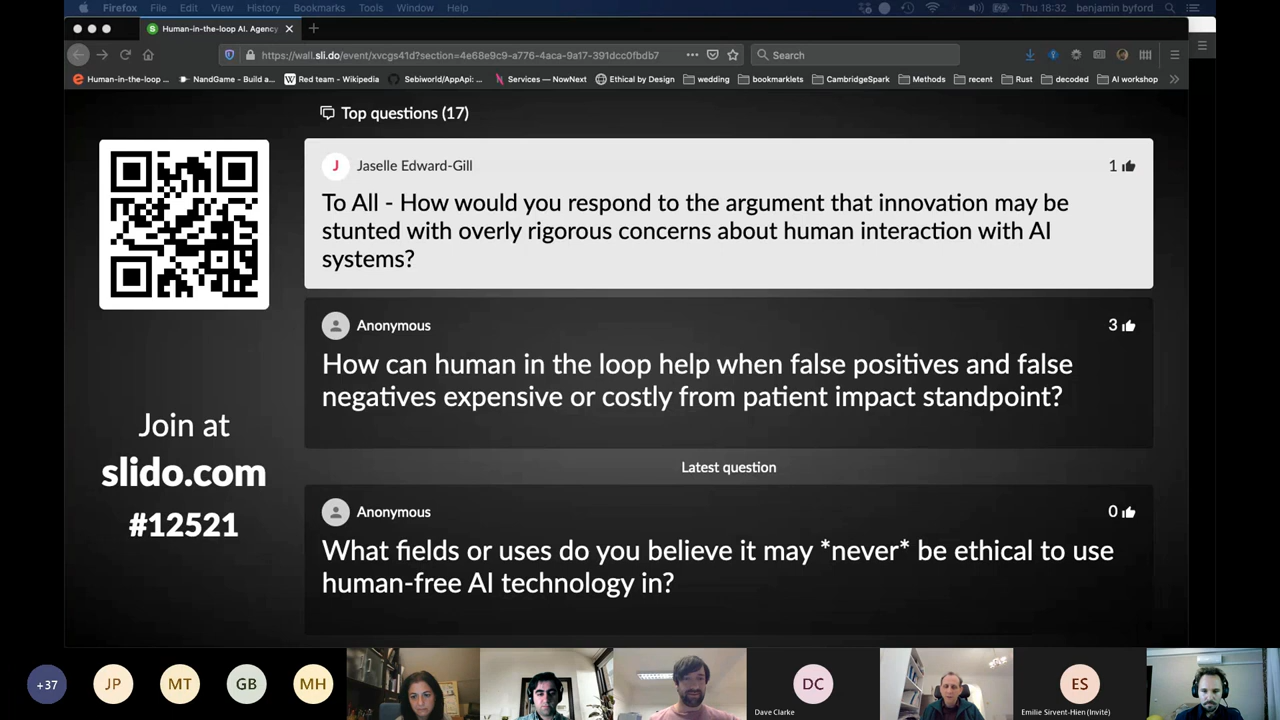 Firefox File Edit View History Bookmarks Tools Window Help
Thu 18:32 benjamin byford
Human-in-the-loop AI. Agency
https://wall.sli.do/event/xvcgs41d?section=4e68e9c9-a776-4aca-9a17-391dcc0fbdb7
Search
Human-in-the-loop ... NandGame - Build a... Red team - Wikipedia Sebiworld/AppApi: ... Services — NowNext Ethical by Design wedding bookmarklets CambridgeSpark Methods recent Rust decoded AI workshop
Top questions (17)
J Jaselle Edward-Gill 1
To All - How would you respond to the argument that innovation may be
stunted with overly rigorous concerns about human interaction with AI
systems?
Anonymous 3
How can human in the loop help when false positives and false
negatives expensive or costly from patient impact standpoint?
Latest question
Anonymous 0
What fields or uses do you believe it may *never* be ethical to use
human-free AI technology in?
Join at
slido.com
#12521
+37 JP MT GB MH DC ES
Dave Clarke
Emilie Sirvent-Hien (Invité)